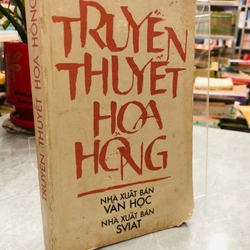 TRUYỀN THUYẾT HOA HỒNG
TRUYỀN
THUYẾT
HOA
HỒNG
NHÀ XUẤT BẢN
VĂN HỌC
NHÀ XUẤT BẢN
SVIAT